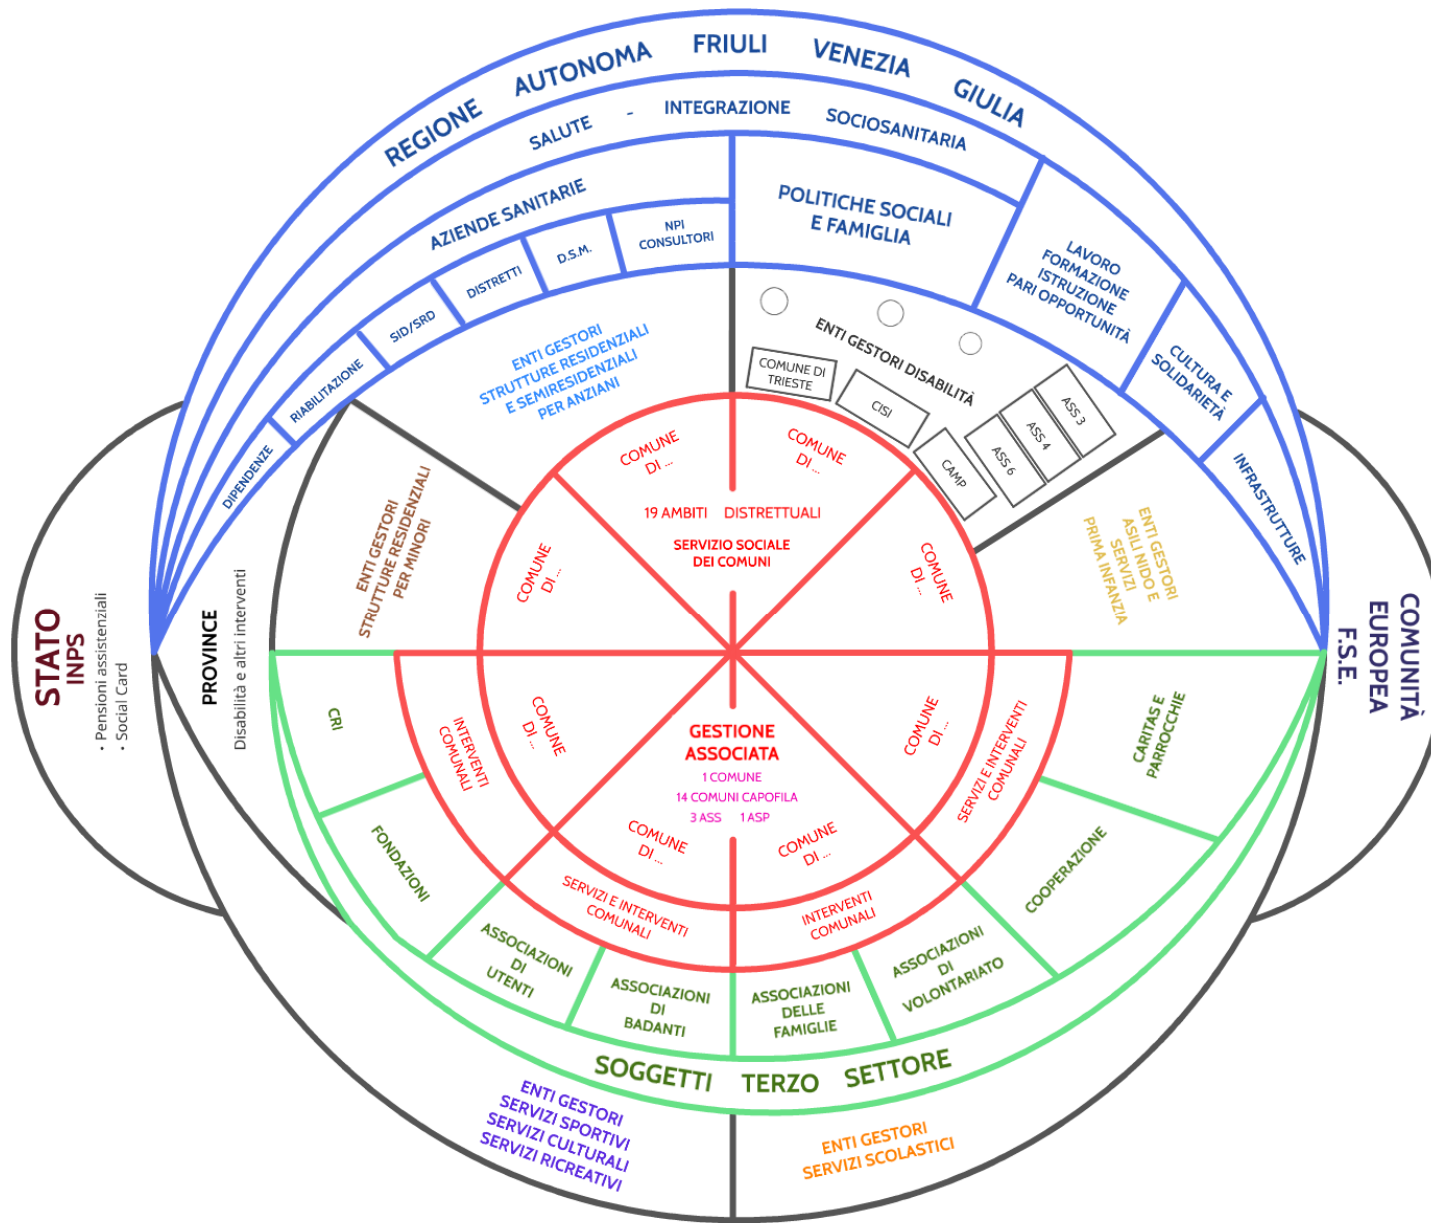 REGIONE AUTONOMA FRIULI VENEZIA GIULIA
SALUTE - INTEGRAZIONE SOCIOSANITARIA
AZIENDE SANITARIE
DIPENDENZE
RIABILITAZIONE
SID/SRD
DISTRETTI
D.S.M.
NPI
CONSULTORI
POLITICHE SOCIALI
E FAMIGLIA
LAVORO
FORMAZIONE
ISTRUZIONE
PARI OPPORTUNITÀ
CULTURA E
SOLIDARIETÀ
INFRASTRUTTURE
ENTI GESTORI
STRUTTURE RESIDENZIALI
E SEMIRESIDENZIALI
PER ANZIANI
ENTI GESTORI DISABILITÀ
COMUNE DI
TRIESTE
CISI
CAMP
ASS 6
ASS 4
ASS 3
ENTI GESTORI
STRUTTURE RESIDENZIALI
PER MINORI
ENTI GESTORI
ASILI NIDO E
SERVIZI
PRIMA INFANZIA
STATO
INPS
• Pensioni assistenziali
• Social Card
PROVINCE
Disabilità e altri interventi
COMUNITÀ
EUROPEA
F.S.E.
COMUNE
DI ...
COMUNE
DI ...
COMUNE
DI ...
COMUNE
DI ...
19 AMBITI DISTRETTUALI
SERVIZIO SOCIALE
DEI COMUNI
COMUNE
DI ...
COMUNE
DI ...
GESTIONE
ASSOCIATA
1 COMUNE
14 COMUNI CAPOFILA
3 ASS 1 ASP
COMUNE
DI ...
COMUNE
DI ...
INTERVENTI
COMUNALI
SERVIZI E INTERVENTI
COMUNALI
INTERVENTI
COMUNALI
SERVIZI E INTERVENTI
COMUNALI
CRI
FONDAZIONI
ASSOCIAZIONI
DI
UTENTI
ASSOCIAZIONI
DI
BADANTI
ASSOCIAZIONI
DELLE
FAMIGLIE
ASSOCIAZIONI
DI
VOLONTARIATO
COOPERAZIONE
CARITAS E
PARROCCHIE
SOGGETTI TERZO SETTORE
ENTI GESTORI
SERVIZI SPORTIVI
SERVIZI CULTURALI
SERVIZI RICREATIVI
ENTI GESTORI
SERVIZI SCOLASTICI